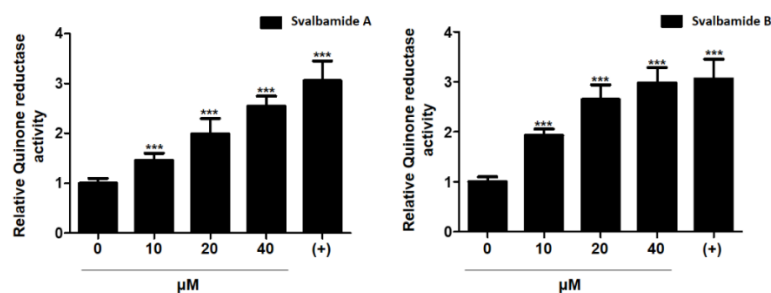 Svalbamide A
Relative Quinone reductase
activity
4
3
2
1
0
***
***
***
***
0 10 20 40 (+)
μM
Svalbamide B
Relative Quinone reductase
activity
4
3
2
1
0
***
***
***
***
0 10 20 40 (+)
μM